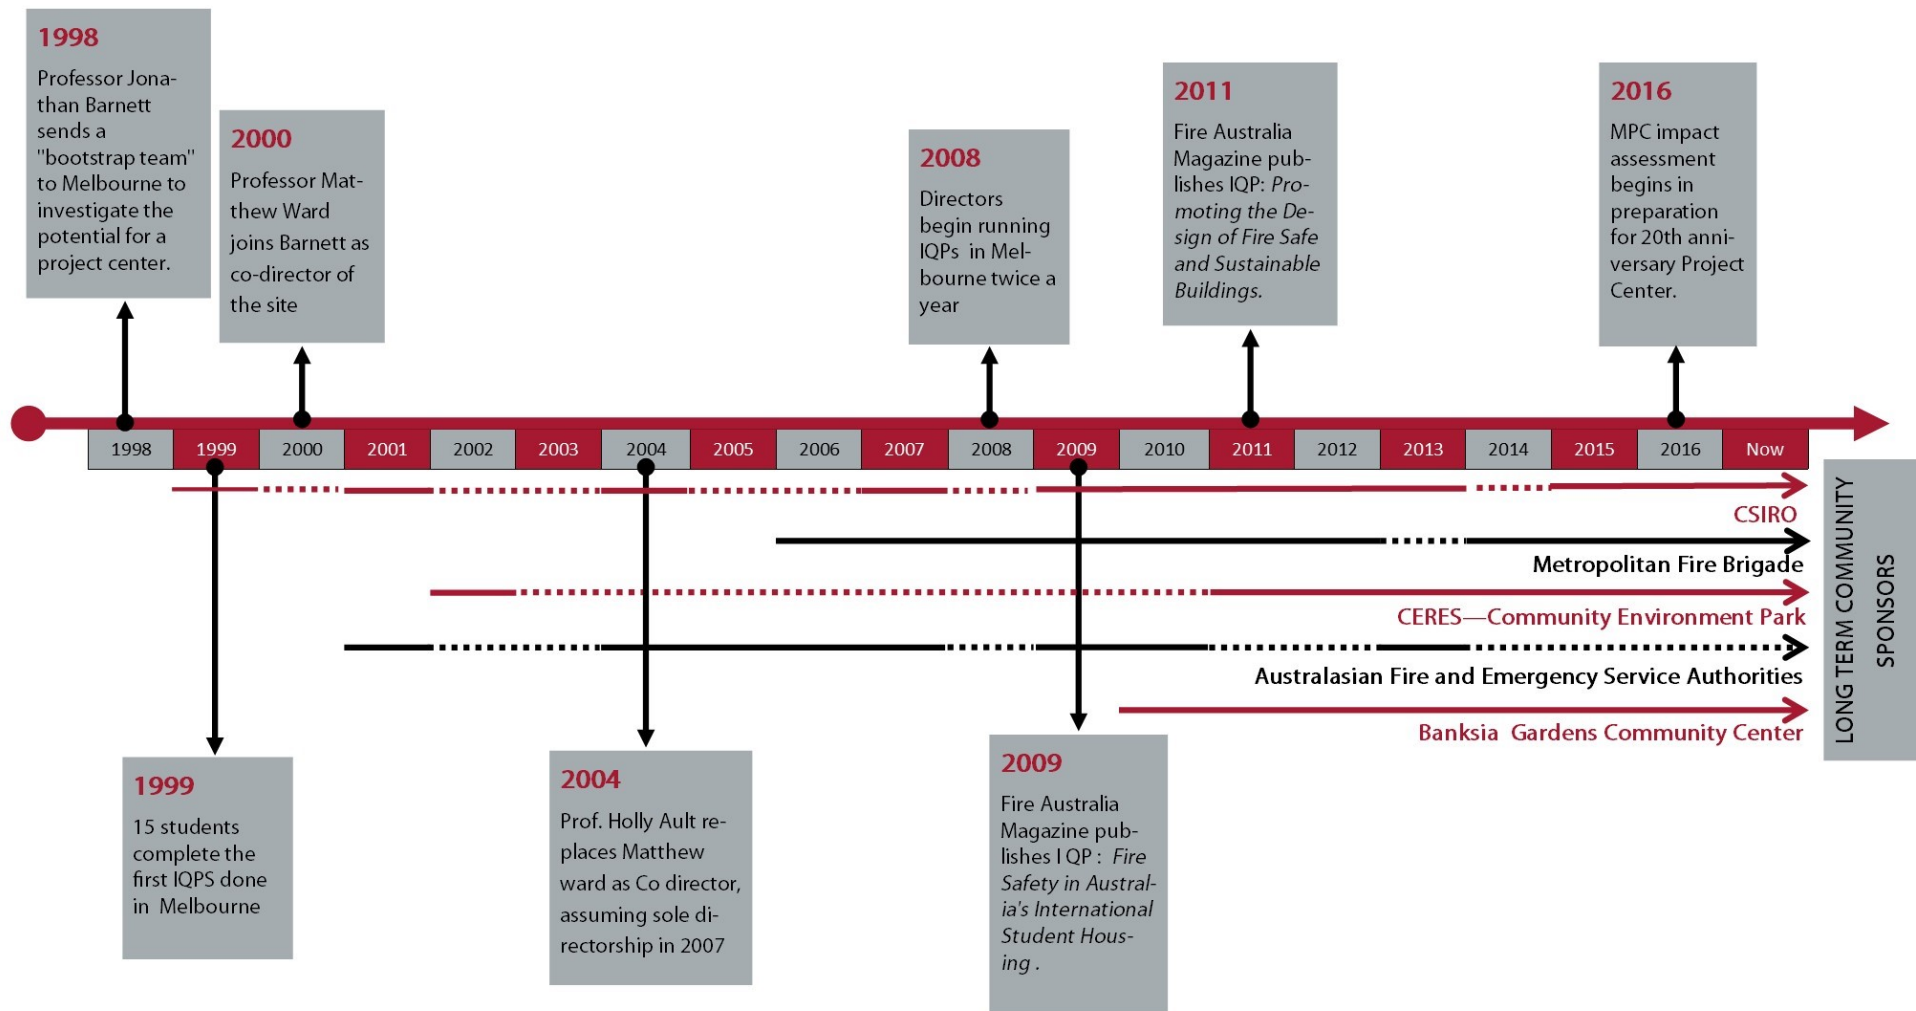 1998
Professor Jona-
than Barnett
sends a
"bootstrap team"
to Melbourne to
investigate the
potential for a
project center.
2000
Professor Mat-
thew Ward
joins Barnett as
co-director of
the site
2008
Directors
begin running
IQPs in Mel-
bourne twice a
year
2011
Fire Australia
Magazine pub-
lishes IQP: Pro-
moting the De-
sign of Fire Safe
and Sustainable
Buildings.
2016
MPC impact
assessment
begins in
preparation
for 20th anni-
versary Project
Center.
1998 1999 2000 2001 2002 2003 2004 2005 2006 2007 2008 2009 2010 2011 2012 2013 2014 2015 2016 Now
CSIRO
Metropolitan Fire Brigade
CERES—Community Environment Park
Australasian Fire and Emergency Service Authorities
Banksia Gardens Community Center
LONG TERM COMMUNITY
SPONSORS
1999
15 students
complete the
first IQPS done
in Melbourne
2004
Prof. Holly Ault re-
places Matthew
ward as Co director,
assuming sole di-
rectorship in 2007
2009
Fire Australia
Magazine pub-
lishes I QP : Fire
Safety in Austral-
ia's International
Student Hous-
ing .